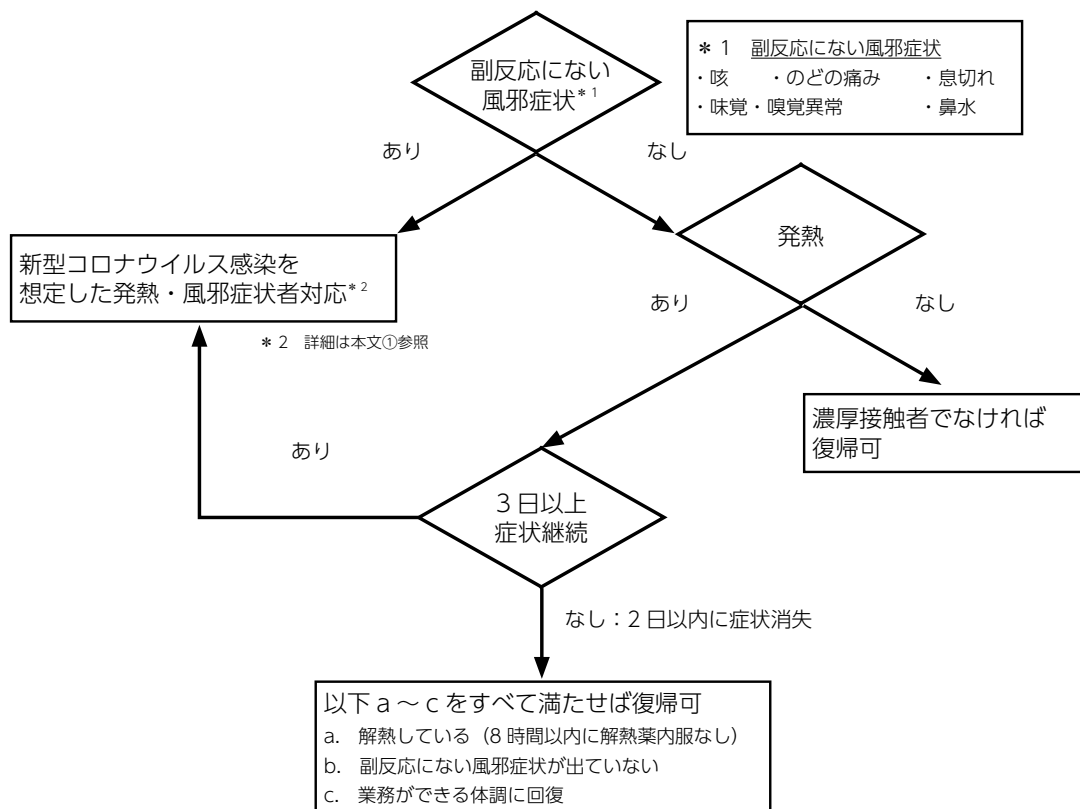 副反応にない
風邪症状*1
＊1 副反応にない風邪症状
・咳 ・のどの痛み ・息切れ
・味覚・嗅覚異常 ・鼻水
あり
なし
発熱
新型コロナウイルス感染を
想定した発熱・風邪症状者対応*2
＊2 詳細は本文①参照
あり
なし
濃厚接触者でなければ
復帰可
あり
3日以上
症状継続
なし：2日以内に症状消失
以下a～cをすべて満たせば復帰可
a. 解熱している（8時間以内に解熱薬内服なし）
b. 副反応にない風邪症状が出ていない
c. 業務ができる体調に回復